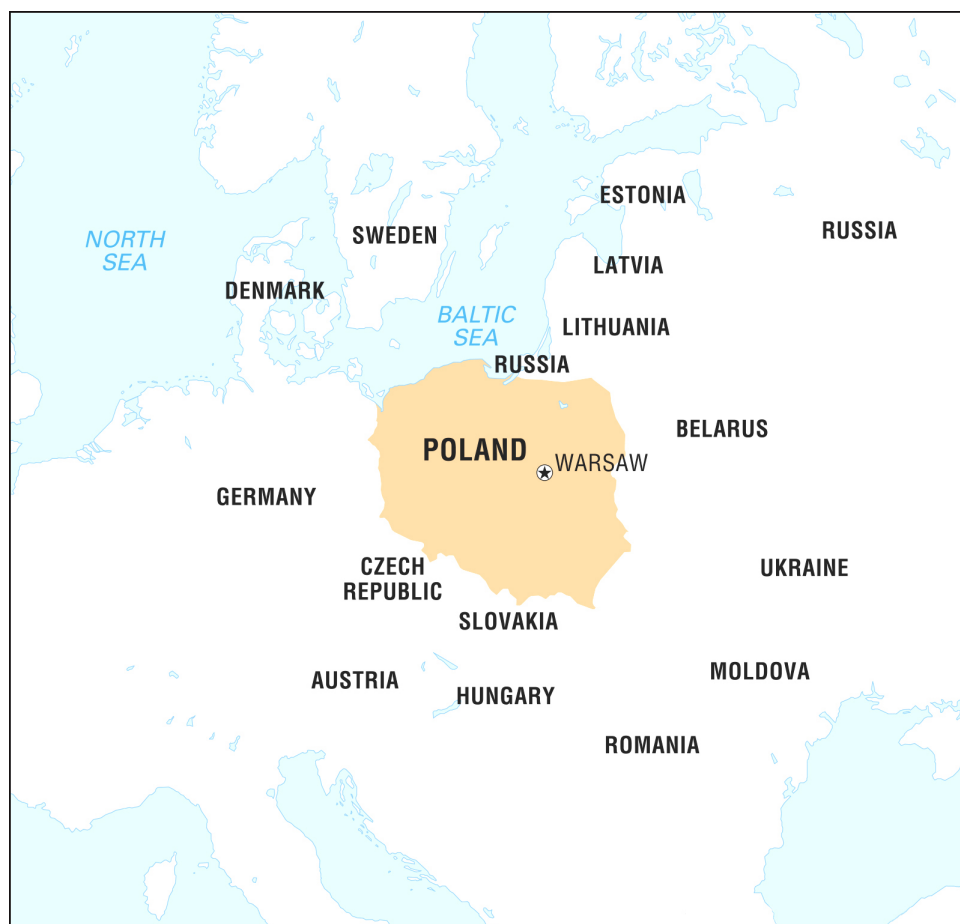 ESTONIA
RUSSIA
SWEDEN
NORTH
SEA
LATVIA
DENMARK
BALTIC
SEA
LITHUANIA
RUSSIA
BELARUS
POLAND
WARSAW
GERMANY
CZECH
REPUBLIC
UKRAINE
SLOVAKIA
MOLDOVA
AUSTRIA
HUNGARY
ROMANIA